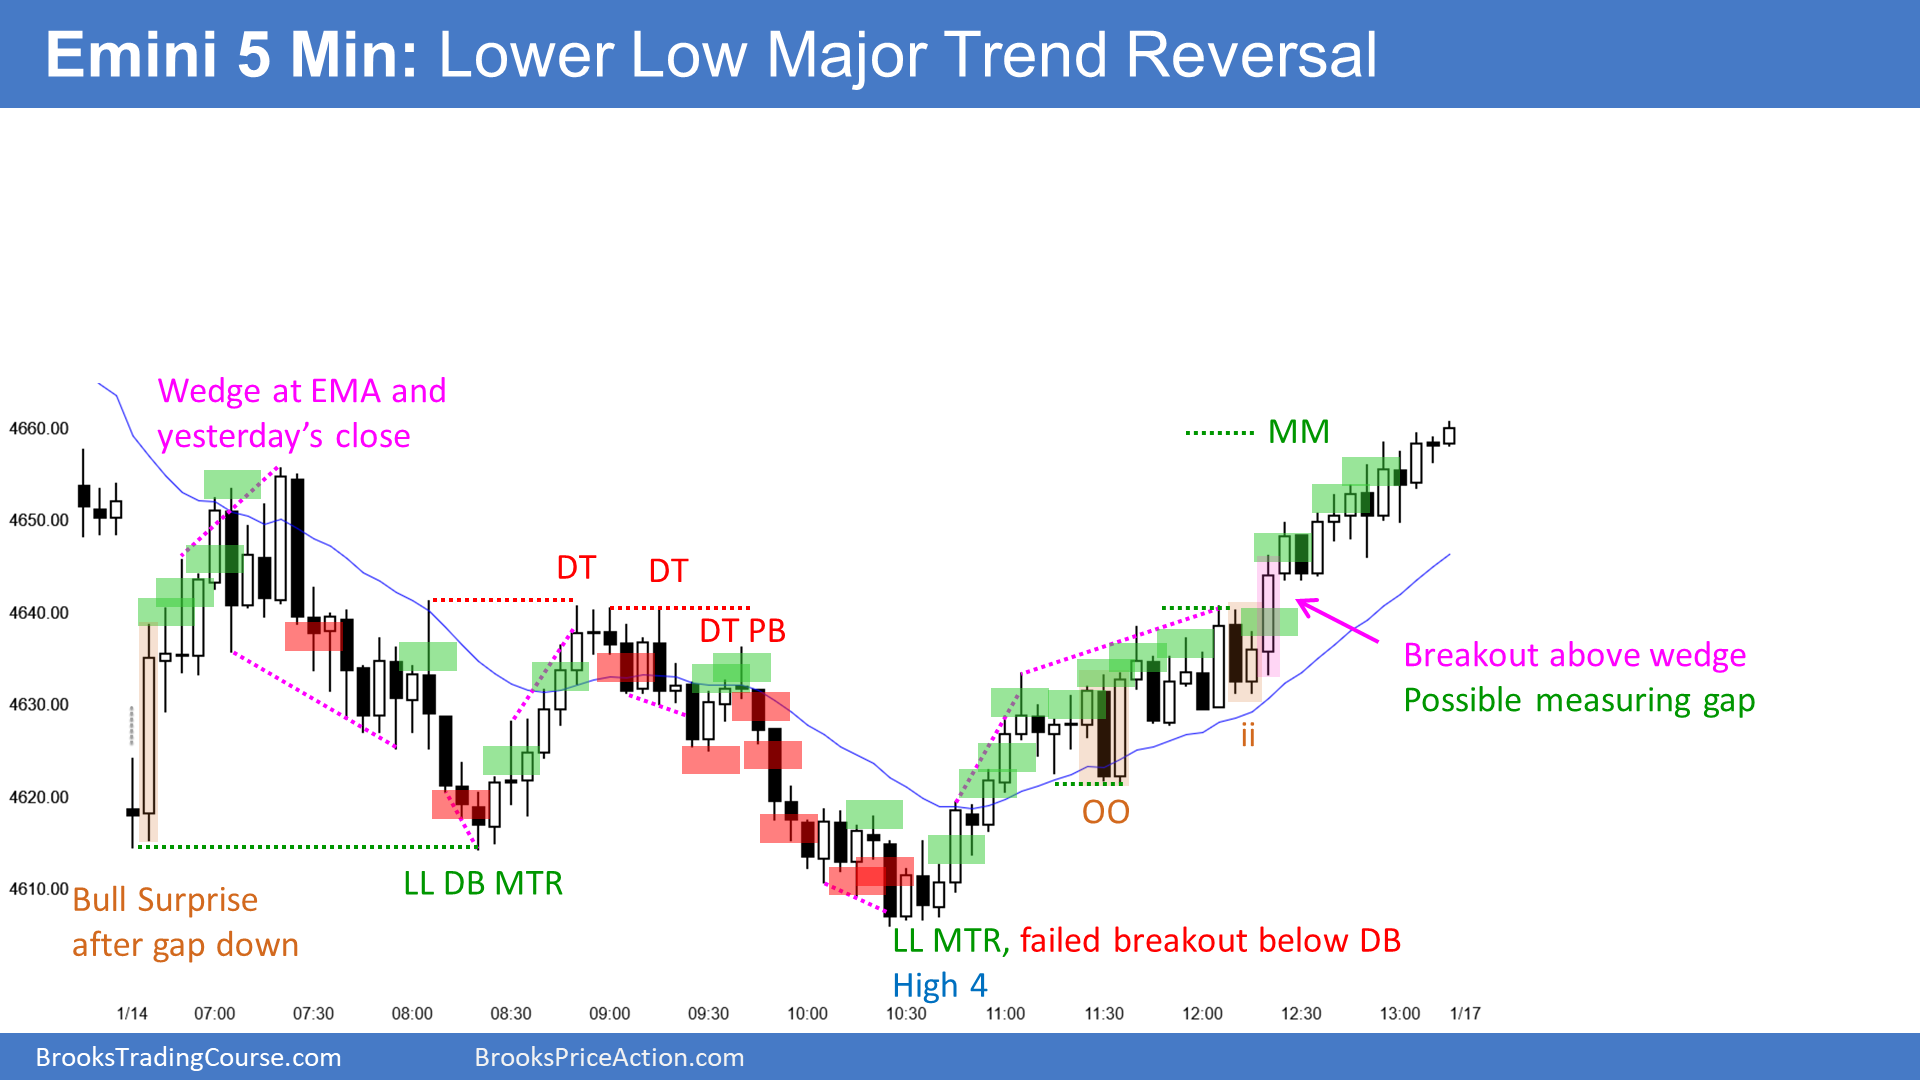 Emini 5 Min: Lower Low Major Trend Reversal
Wedge at EMA and
yesterday's close
4660.00
4650.00
4640.00
4630.00
4620.00
4610.00
DT
DT
DT PB
MM
Breakout above wedge
Possible measuring gap
ii
OO
LL DB MTR
Bull Surprise
after gap down
LL MTR, failed breakout below DB
High 4
1/14
07:00
07:30
08:00
08:30
09:00
09:30
10:00
10:30
11:00
11:30
12:00
12:30
13:00
1/17
BrooksTradingCourse.com
BrooksPriceAction.com